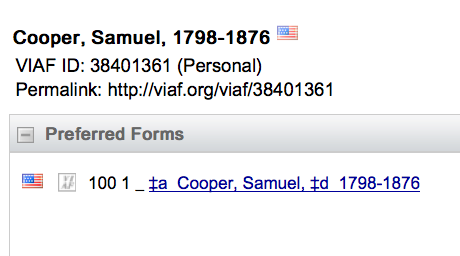 Cooper, Samuel, 1798-1876
VIAF ID: 38401361 (Personal)
Permalink: http://viaf.org/viaf/38401361
Preferred Forms
100 1 _ ‡a Cooper, Samuel, ‡d 1798-1876